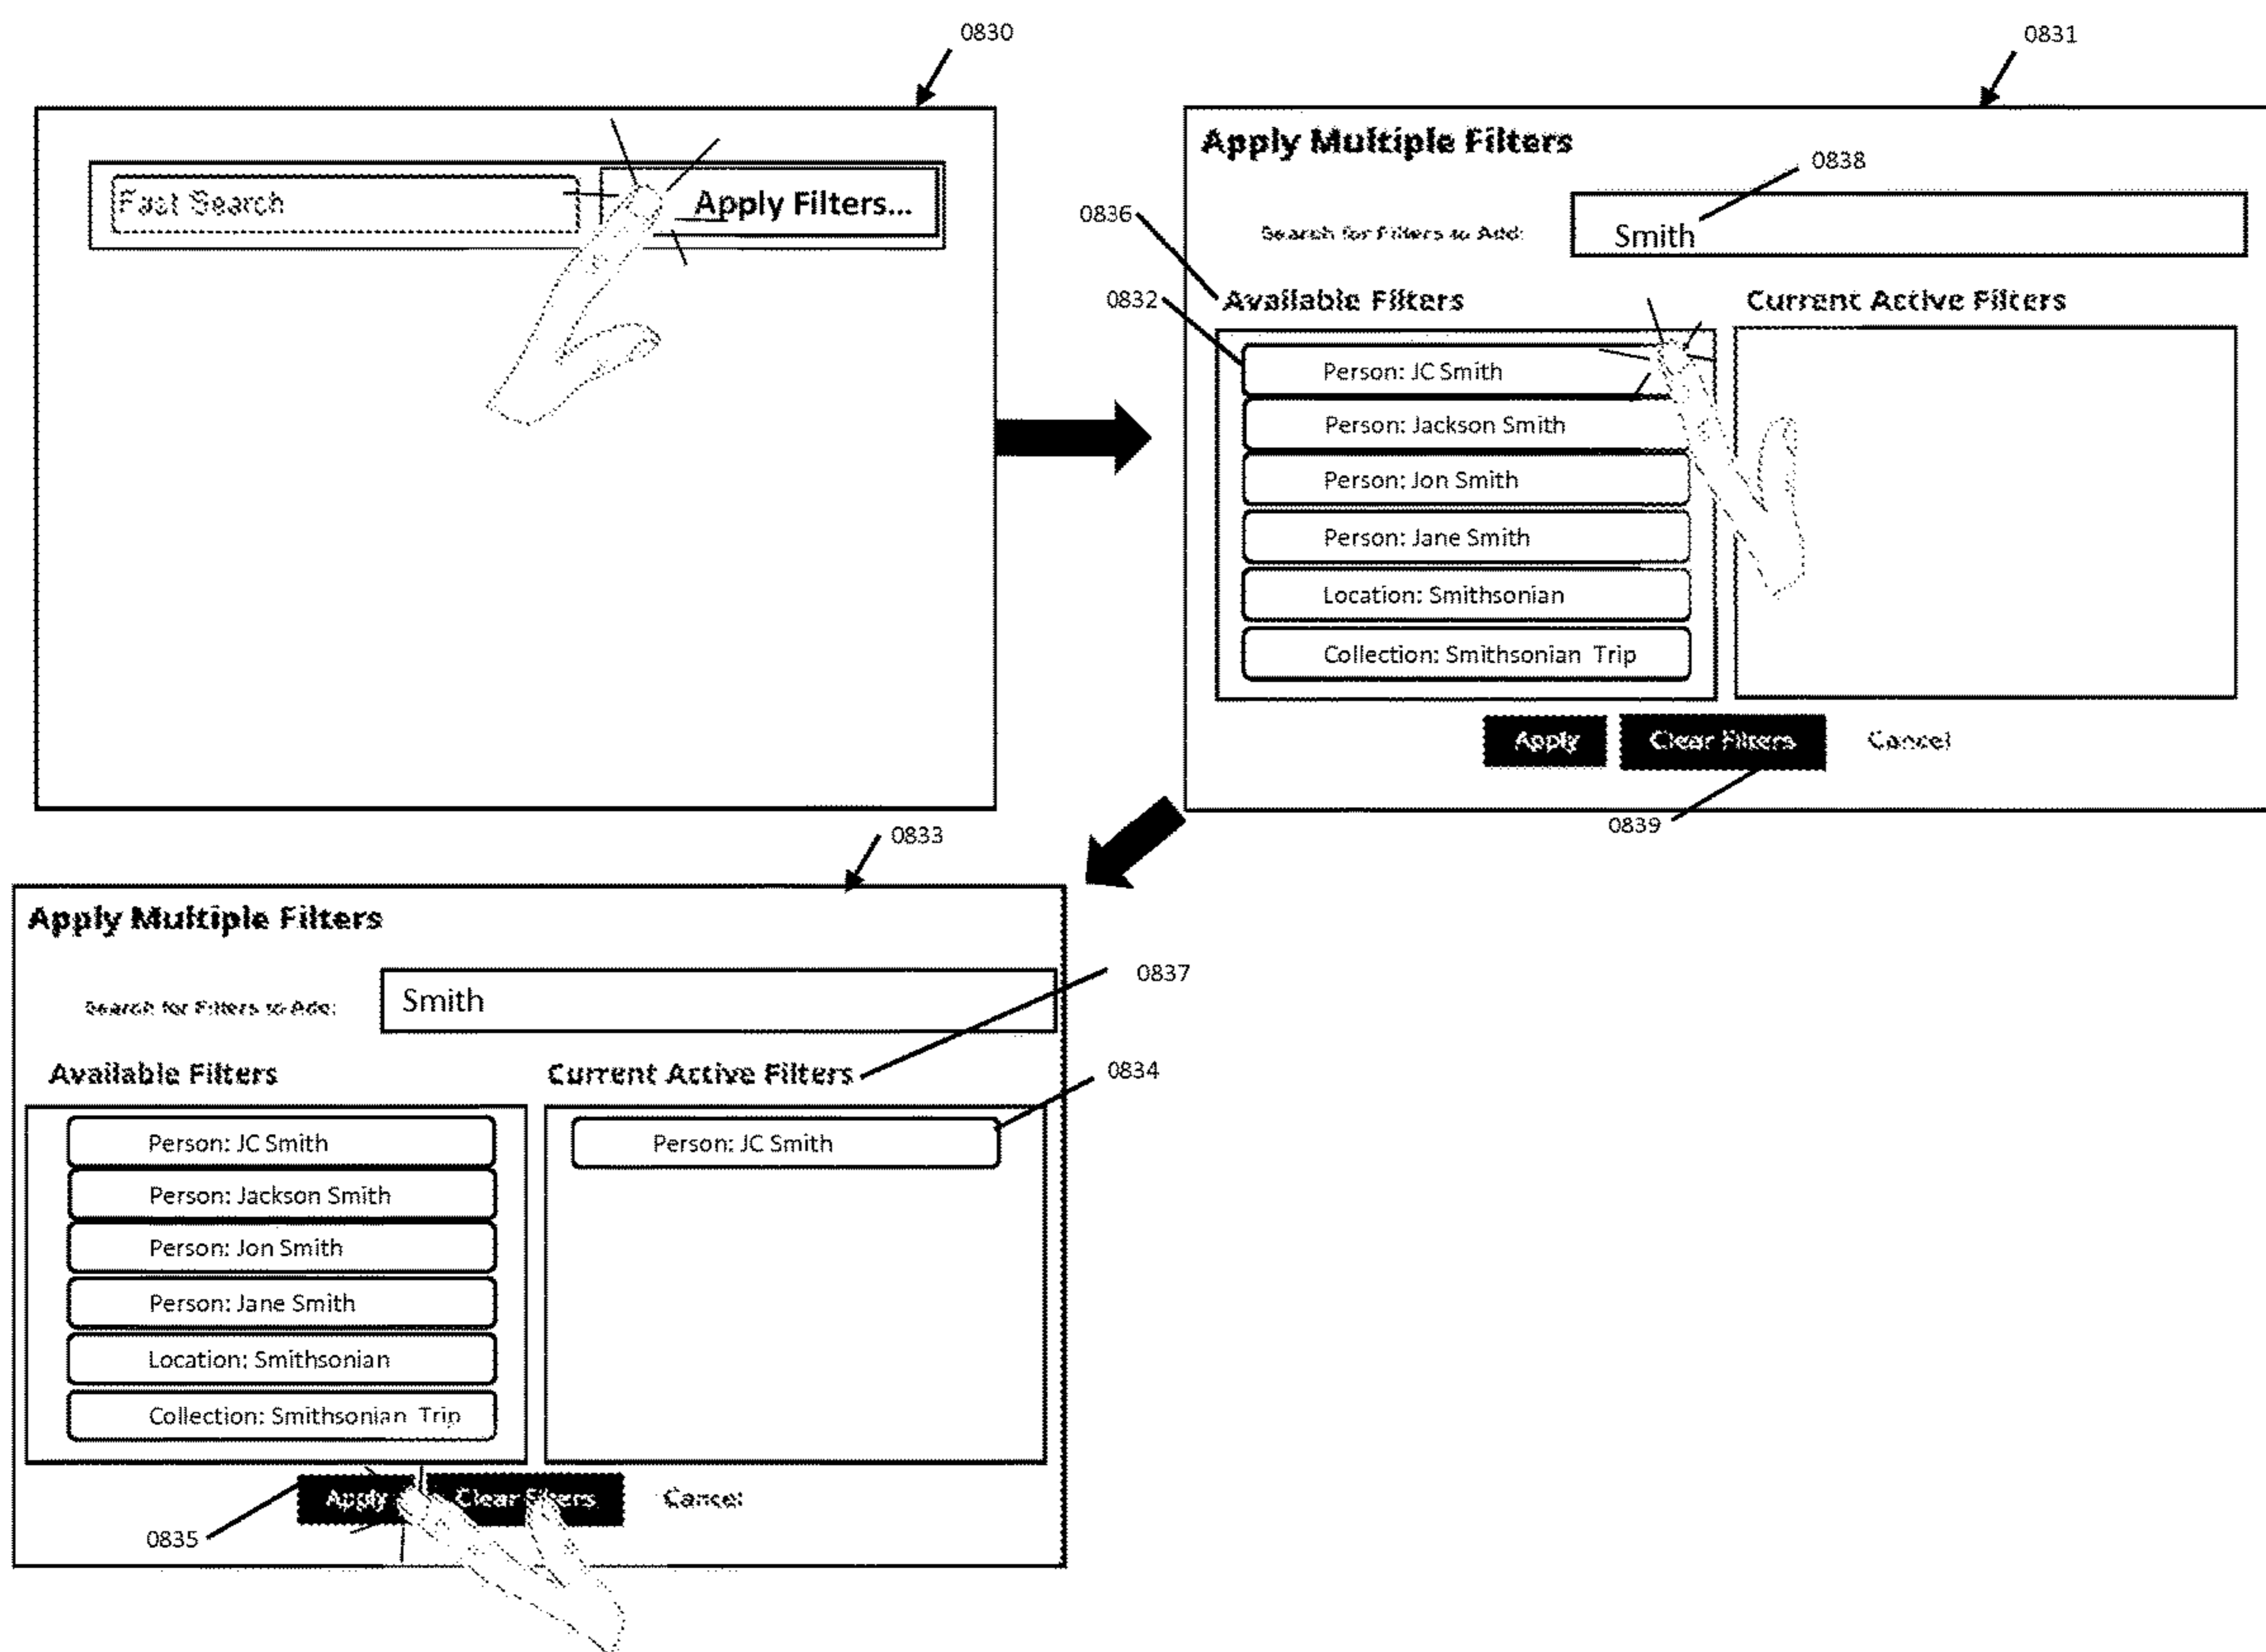 0830
Fast Search
Apply Filters...
0831
Apply Multiple Filters
0838
Search for Filters to Add:
Smith
0836
0832
Available Filters
Current Active Filters
Person: JC Smith
Person: Jackson Smith
Person: Jon Smith
Person: Jane Smith
Location: Smithsonian
Collection: Smithsonian Trip
Apply
Clear Filters
Cancel
0839
0833
Apply Multiple Filters
0837
Search for Filters to Add:
Smith
0834
Available Filters
Current Active Filters
Person: JC Smith
Person: Jackson Smith
Person: Jon Smith
Person: Jane Smith
Location: Smithsonian
Collection: Smithsonian Trip
Person: JC Smith
Apply
Clear Filters
Cancel
0835